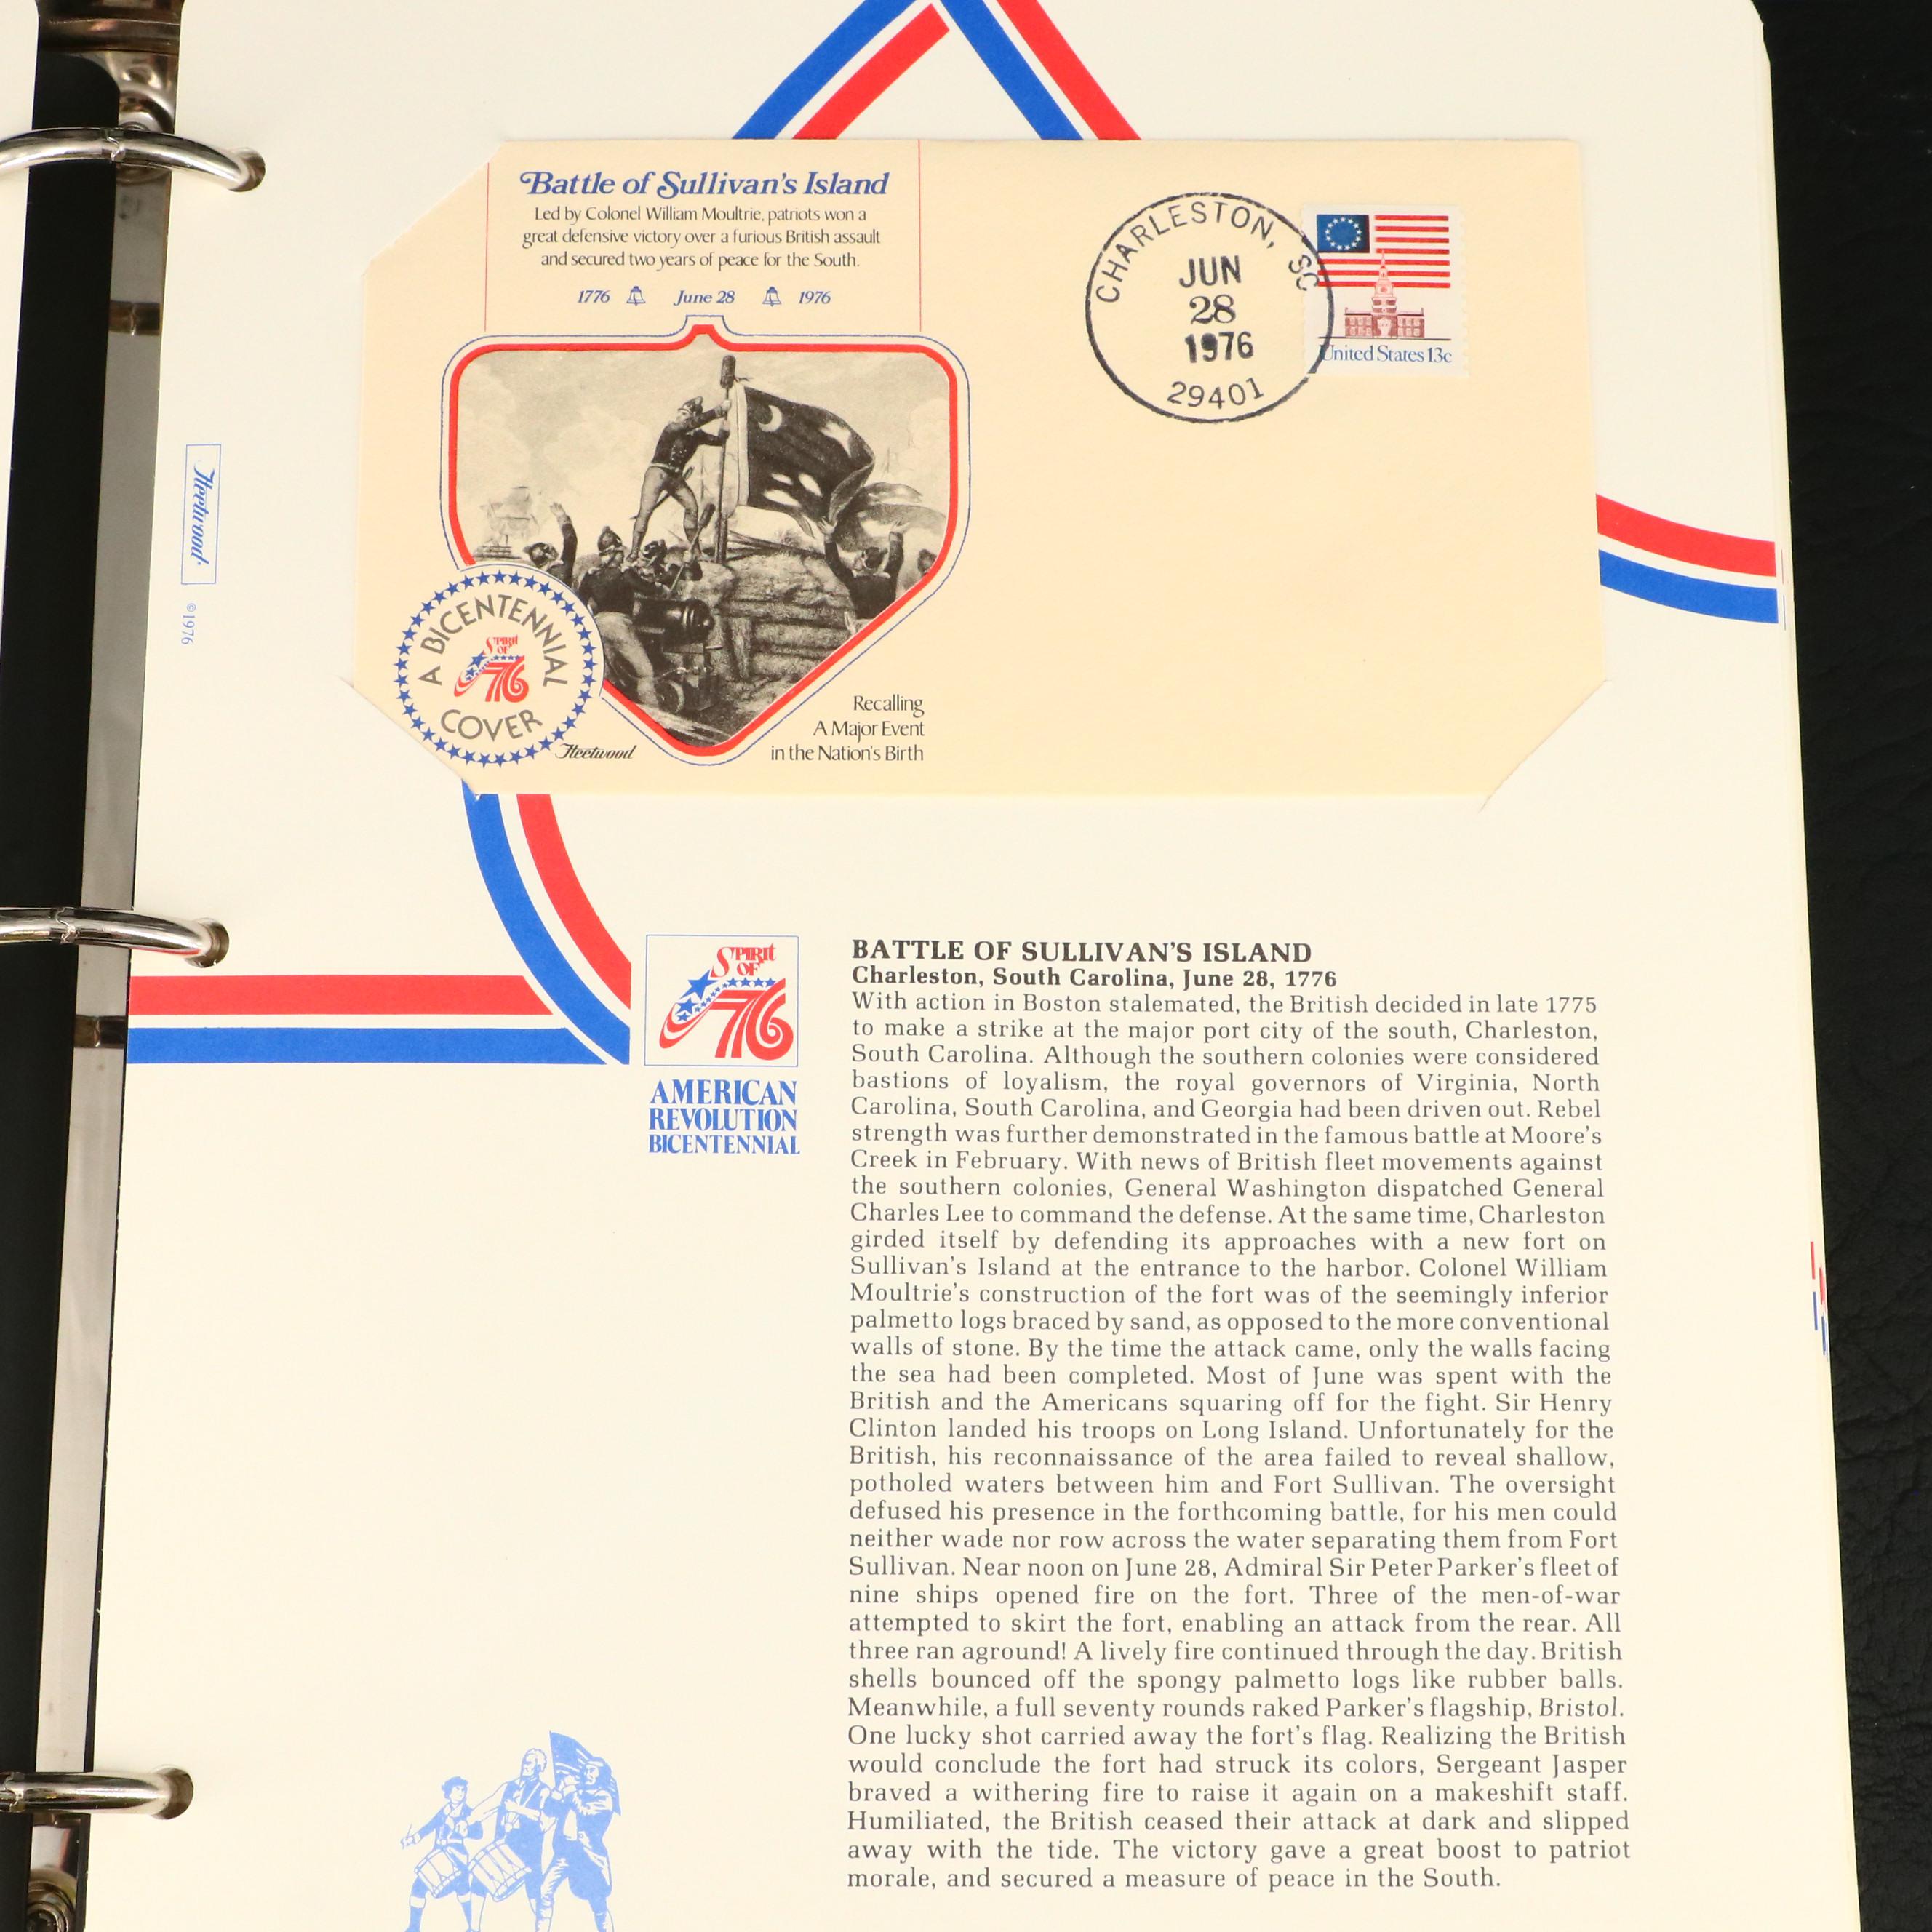 Battle of Sullivan's Island
Led by Colonel William Moultrie, patriots won a
great defensive victory over a furious British assault
and secured two years of peace for the South.
1776 June 28 1976
CHARLESTON, SC
JUN
28
1976
29401
United States 13c
A BICENTENNIAL
SPIRIT
OF
76
COVER
Fleetwood
Recalling
A Major Event
in the Nation's Birth
Fleetwood
©1976
SPIRIT
OF
76
AMERICAN
REVOLUTION
BICENTENNIAL
BATTLE OF SULLIVAN'S ISLAND
Charleston, South Carolina, June 28, 1776
With action in Boston stalemated, the British decided in late 1775
to make a strike at the major port city of the south, Charleston,
South Carolina. Although the southern colonies were considered
bastions of loyalism, the royal governors of Virginia, North
Carolina, South Carolina, and Georgia had been driven out. Rebel
strength was further demonstrated in the famous battle at Moore's
Creek in February. With news of British fleet movements against
the southern colonies, General Washington dispatched General
Charles Lee to command the defense. At the same time, Charleston
girded itself by defending its approaches with a new fort on
Sullivan's Island at the entrance to the harbor. Colonel William
Moultrie's construction of the fort was of the seemingly inferior
palmetto logs braced by sand, as opposed to the more conventional
walls of stone. By the time the attack came, only the walls facing
the sea had been completed. Most of June was spent with the
British and the Americans squaring off for the fight. Sir Henry
Clinton landed his troops on Long Island. Unfortunately for the
British, his reconnaissance of the area failed to reveal shallow,
potholed waters between him and Fort Sullivan. The oversight
defused his presence in the forthcoming battle, for his men could
neither wade nor row across the water separating them from Fort
Sullivan. Near noon on June 28, Admiral Sir Peter Parker's fleet of
nine ships opened fire on the fort. Three of the men-of-war
attempted to skirt the fort, enabling an attack from the rear. All
three ran aground! A lively fire continued through the day. British
shells bounced off the spongy palmetto logs like rubber balls.
Meanwhile, a full seventy rounds raked Parker's flagship, Bristol.
One lucky shot carried away the fort's flag. Realizing the British
would conclude the fort had struck its colors, Sergeant Jasper
braved a withering fire to raise it again on a makeshift staff.
Humiliated, the British ceased their attack at dark and slipped
away with the tide. The victory gave a great boost to patriot
morale, and secured a measure of peace in the South.